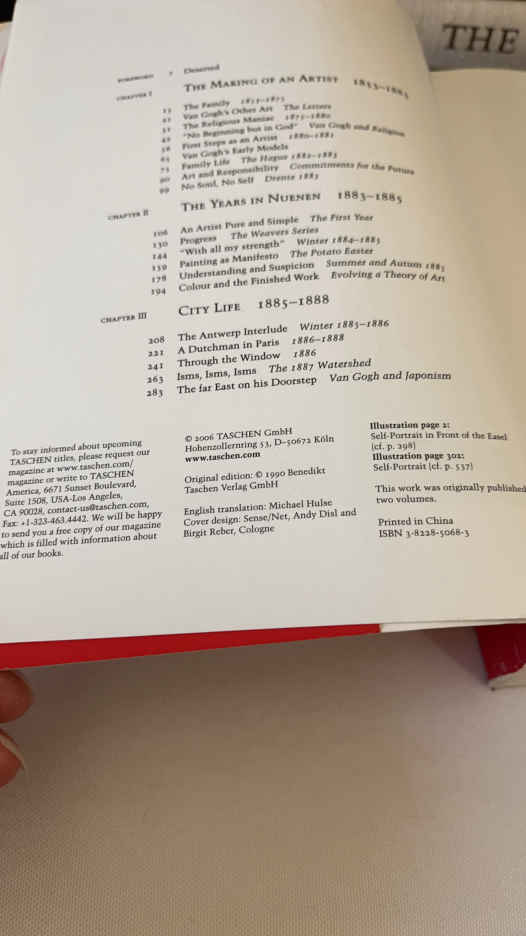 THE
FOREWORD 7 Deserted
CHAPTER I THE MAKING OF AN ARTIST 1853–1883
13 The Family 1853–1875
21 Van Gogh's Other Art The Letters
31 The Religious Maniac 1875–1880
42 "No Beginning but in God" Van Gogh and Religion
56 First Steps as an Artist 1880–1881
65 Van Gogh's Early Models
75 Family Life The Hague 1882–1883
90 Art and Responsibility Commitments for the Future
99 No Soul, No Self Drente 1883
CHAPTER II THE YEARS IN NUENEN 1883–1885
106 An Artist Pure and Simple The First Year
130 Progress The Weavers Series
144 "With all my strength" Winter 1884–1885
159 Painting as Manifesto The Potato Easter
178 Understanding and Suspicion Summer and Autum 1885
194 Colour and the Finished Work Evolving a Theory of Art
CHAPTER III CITY LIFE 1885–1888
208 The Antwerp Interlude Winter 1885–1886
221 A Dutchman in Paris 1886–1888
241 Through the Window 1886
263 Isms, Isms, Isms The 1887 Watershed
283 The far East on his Doorstep Van Gogh and Japonism
To stay informed about upcoming
TASCHEN titles, please request our
magazine at www.taschen.com/
magazine or write to TASCHEN
America, 6671 Sunset Boulevard,
Suite 1508, USA-Los Angeles,
CA 90028, contact-us@taschen.com,
Fax: +1-323-463.4442. We will be happy
to send you a free copy of our magazine
which is filled with information about
all of our books.
© 2006 TASCHEN GmbH
Hohenzollernring 53, D–50672 Köln
www.taschen.com
Original edition: © 1990 Benedikt
Taschen Verlag GmbH
English translation: Michael Hulse
Cover design: Sense/Net, Andy Disl and
Birgit Reber, Cologne
Illustration page 2:
Self-Portrait in Front of the Easel
(cf. p. 298)
Illustration page 302:
Self-Portrait (cf. p. 537)
This work was originally published
two volumes.
Printed in China
ISBN 3-8228-5068-3